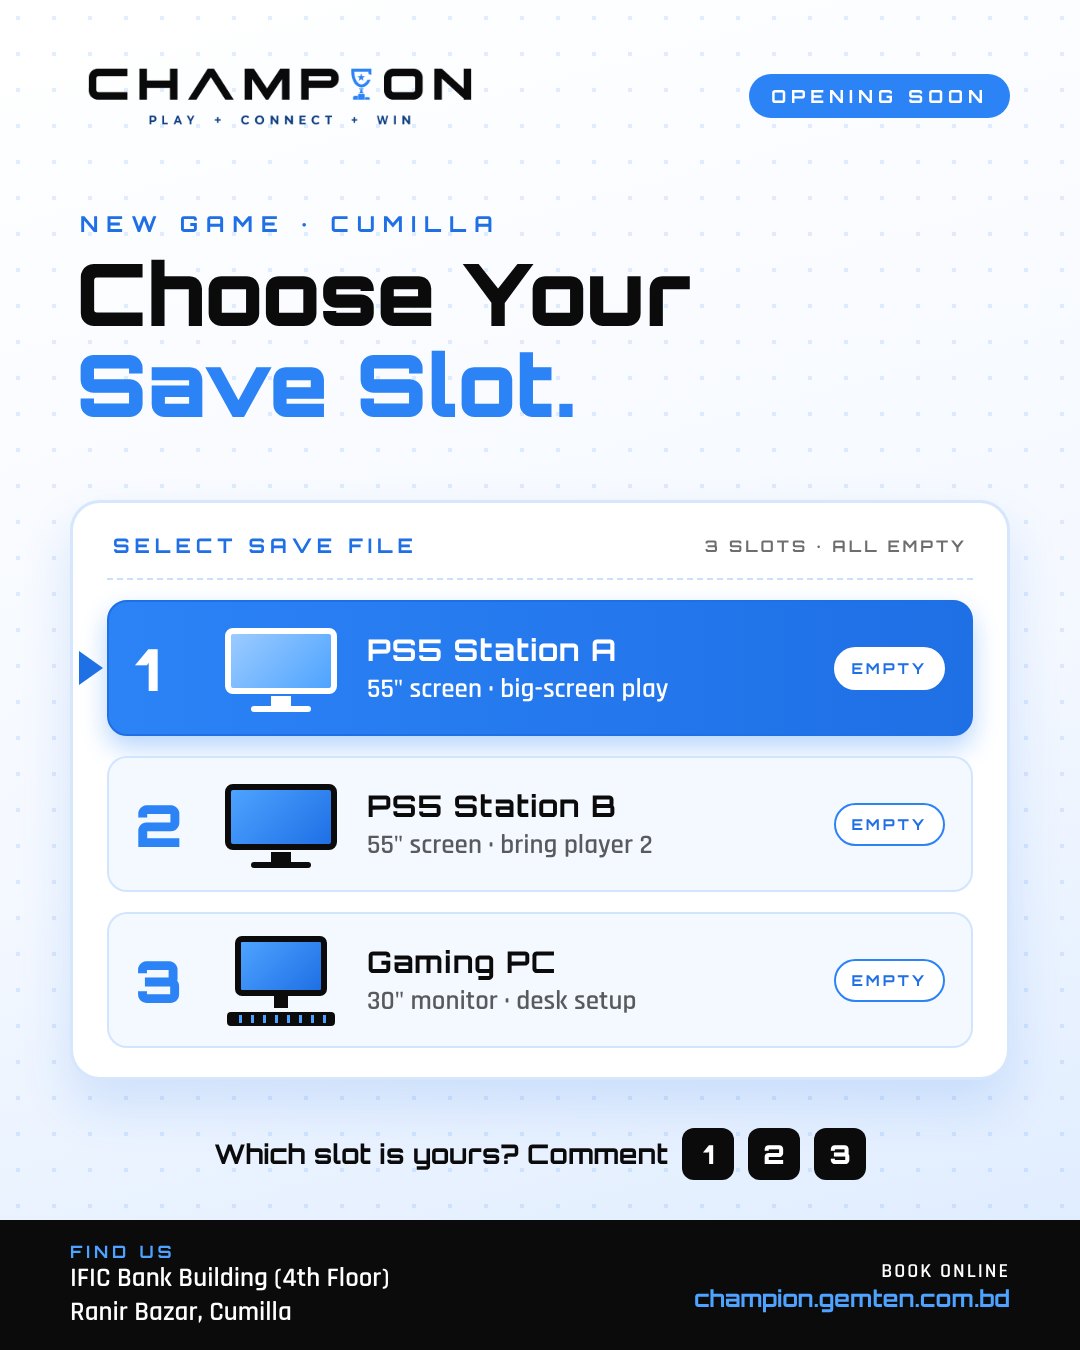 CHAMPION
PLAY + CONNECT + WIN
OPENING SOON
NEW GAME · CUMILLA
Choose Your
Save Slot.
SELECT SAVE FILE
3 SLOTS · ALL EMPTY
1
PS5 Station A
55" screen · big-screen play
EMPTY
2
PS5 Station B
55" screen · bring player 2
EMPTY
3
Gaming PC
30" monitor · desk setup
EMPTY
Which slot is yours? Comment 1 2 3
FIND US
IFIC Bank Building (4th Floor)
Ranir Bazar, Cumilla
BOOK ONLINE
champion.gemten.com.bd